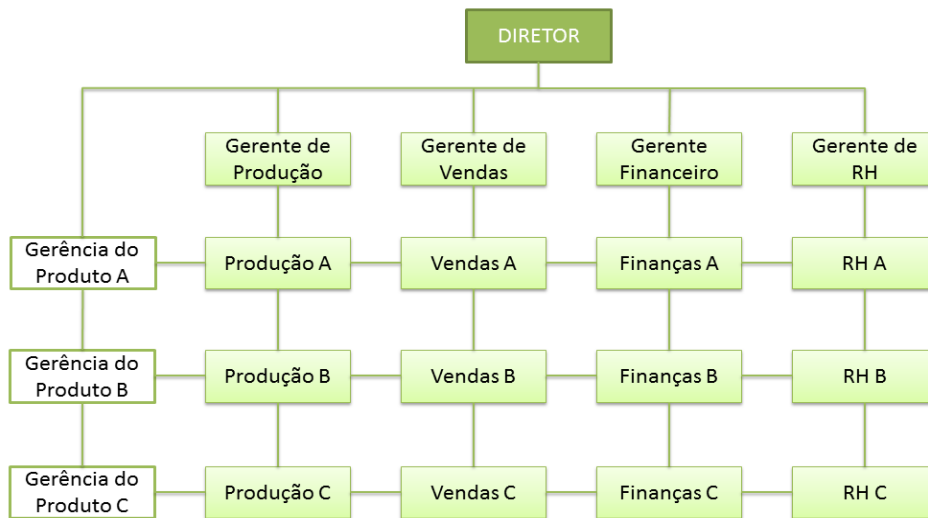 DIRETOR
Gerente de
Produção
Gerente de
Vendas
Gerente
Financeiro
Gerente de
RH
Gerência do
Produto A
Produção A
Vendas A
Finanças A
RH A
Gerência do
Produto B
Produção B
Vendas B
Finanças B
RH B
Gerência do
Produto C
Produção C
Vendas C
Finanças C
RH C